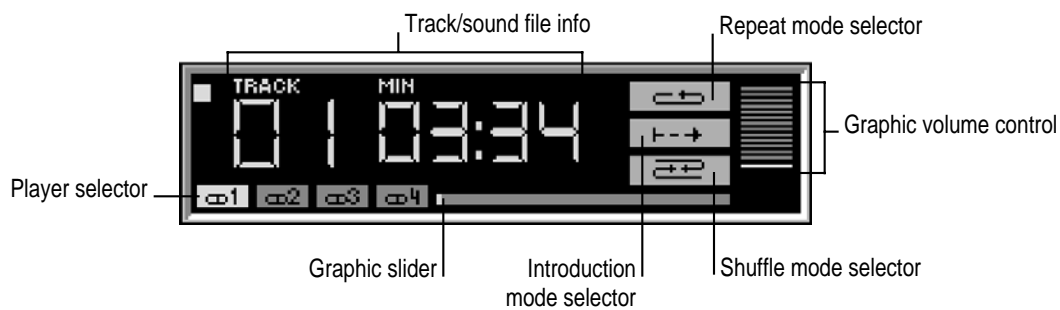 Track/sound file info
Repeat mode selector
TRACK
MIN
01
03:34
Graphic volume control
Player selector
1
2
3
4
Graphic slider
Introduction
mode selector
Shuffle mode selector